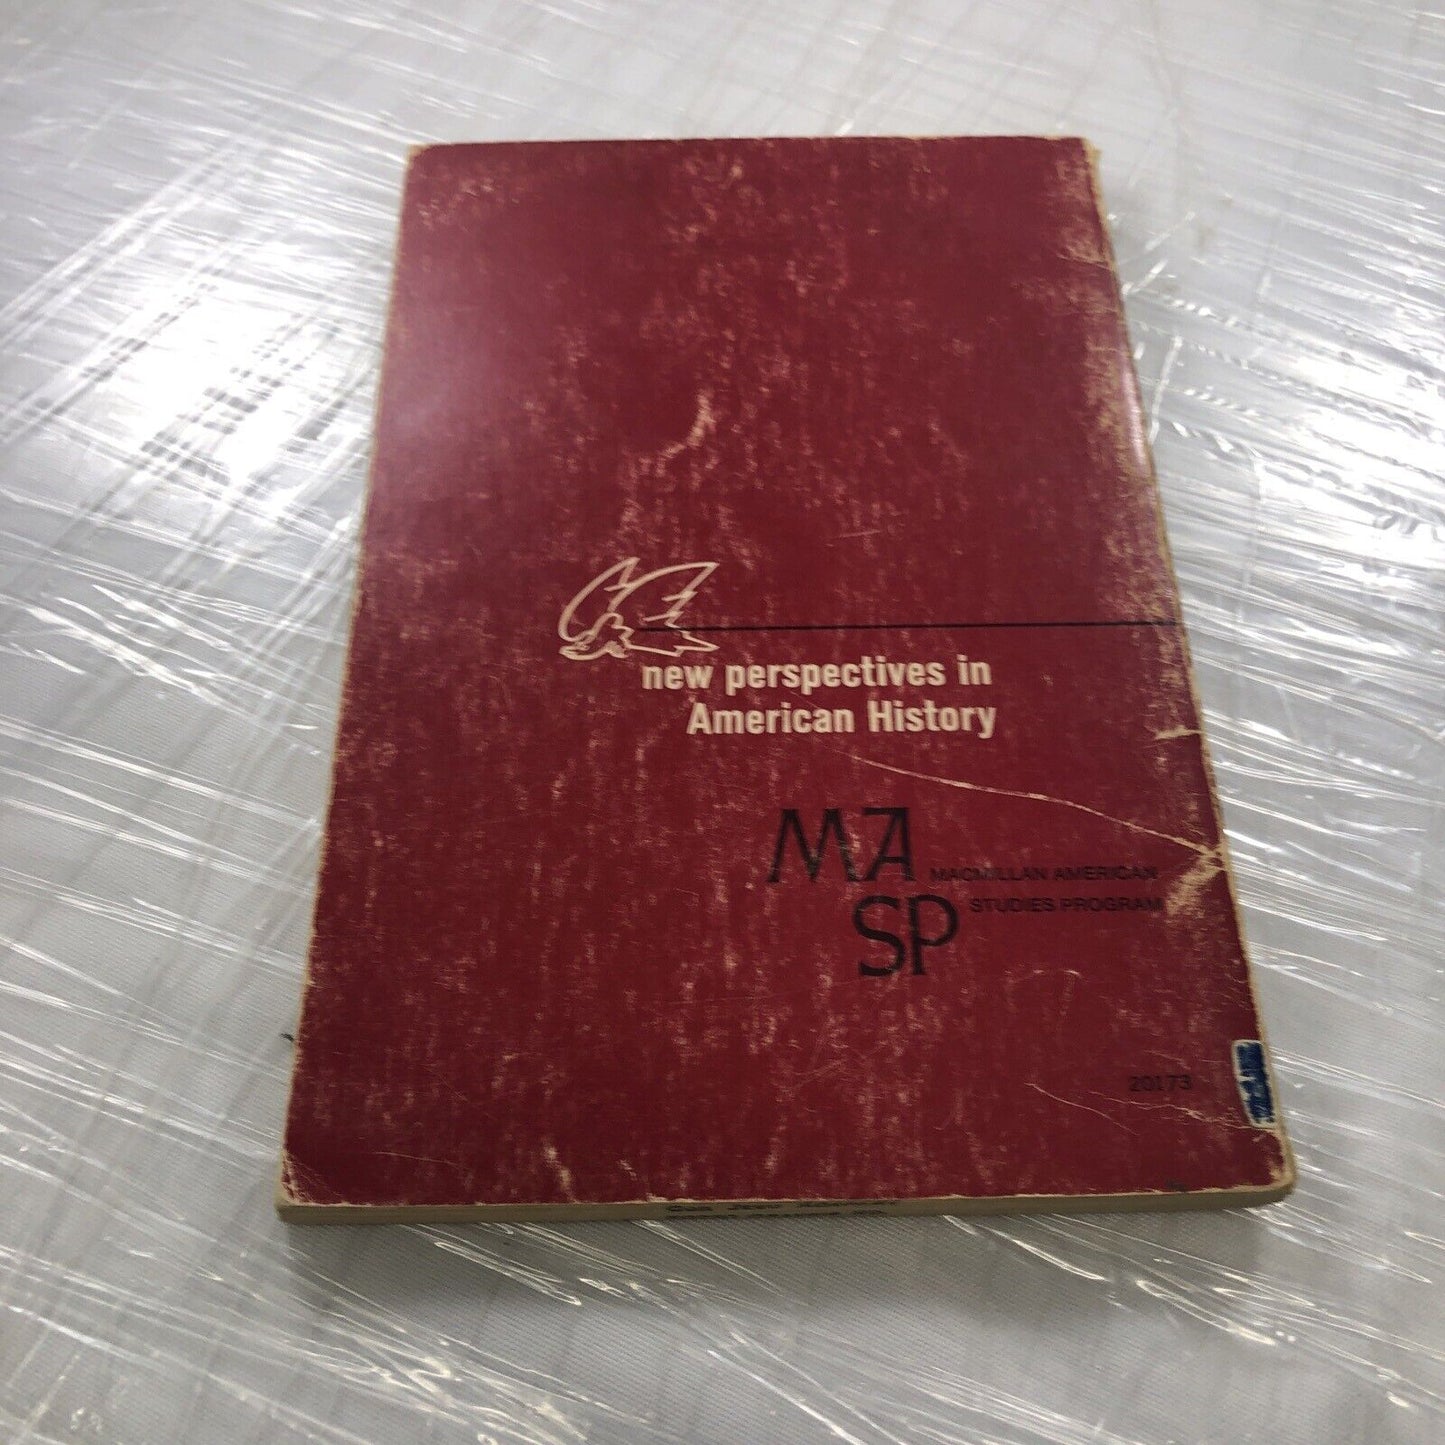 new perspectives in
American History
MA
MACMILLAN AMERICAN
SP
STUDIES PROGRAM
20173